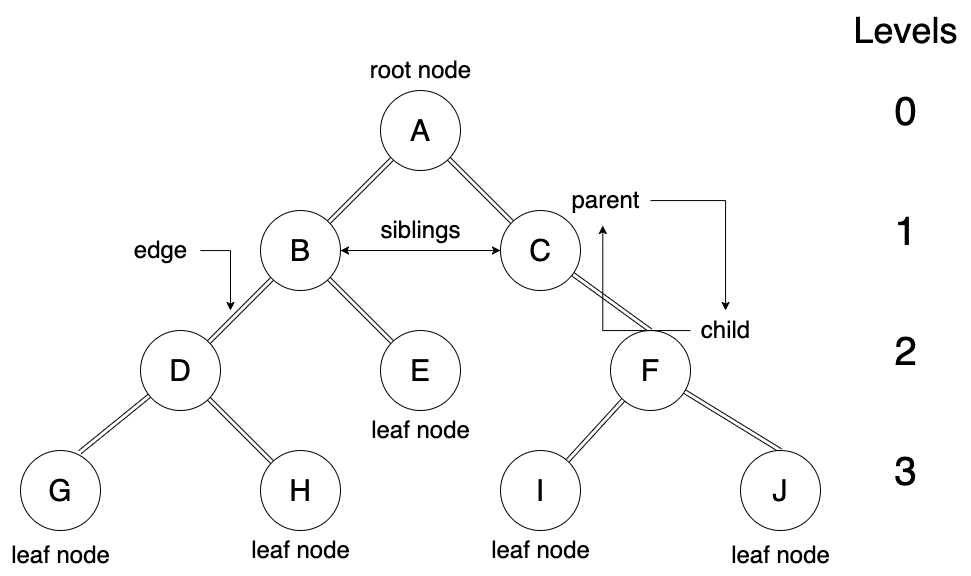 Levels
root node
A
0
parent
siblings
B
C
1
edge
child
D
E
F
2
leaf node
G
H
I
J
3
leaf node
leaf node
leaf node
leaf node